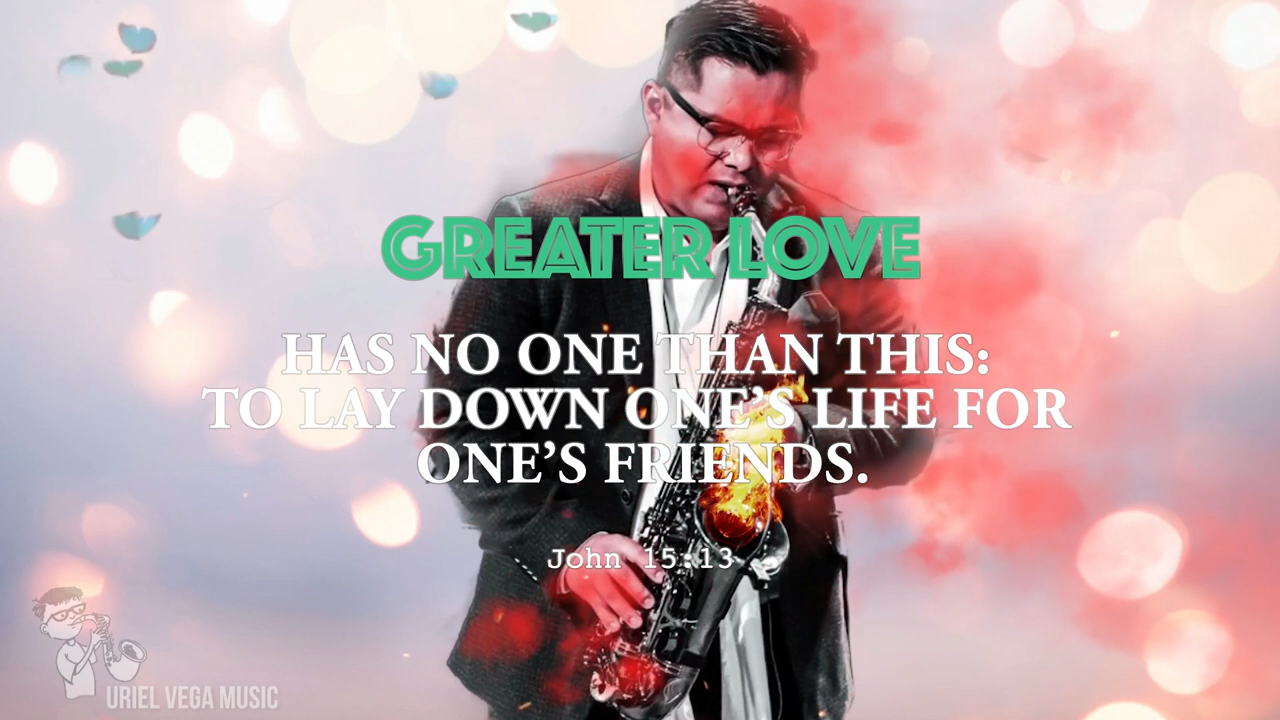 GREATER LOVE
HAS NO ONE THAN THIS:
TO LAY DOWN ONE’S LIFE FOR
ONE’S FRIENDS.
John 15:13
URIEL VEGA MUSIC